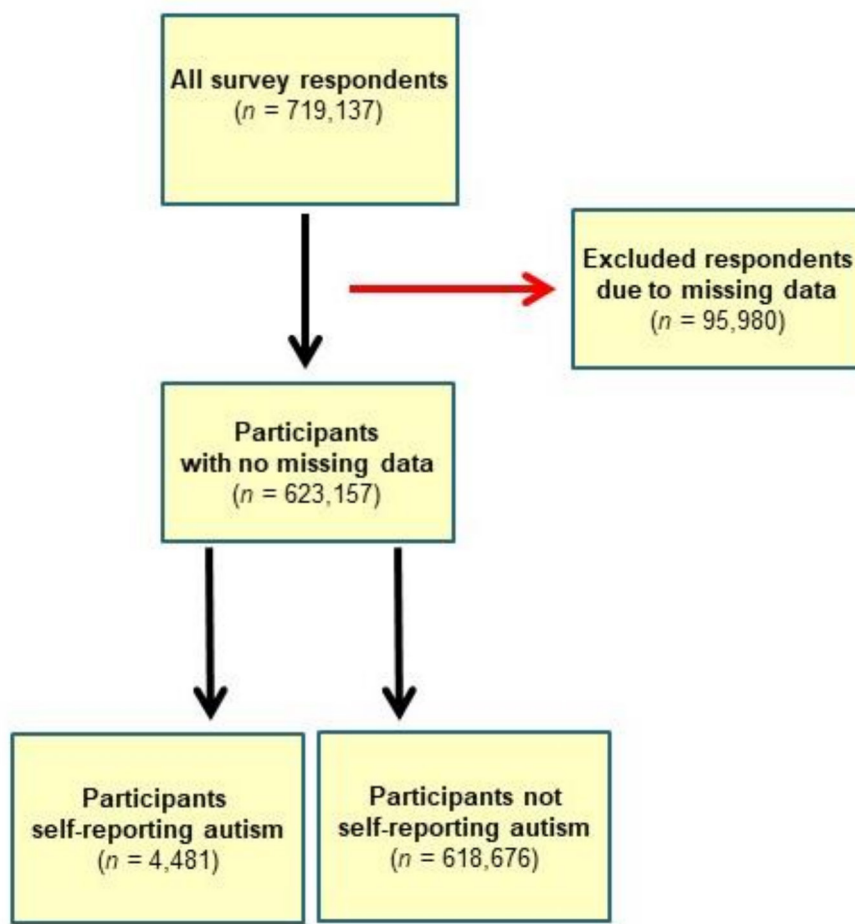 All survey respondents
(n = 719,137)
Excluded respondents
due to missing data
(n = 95,980)
Participants
with no missing data
(n = 623,157)
Participants
self-reporting autism
(n = 4,481)
Participants not
self-reporting autism
(n = 618,676)